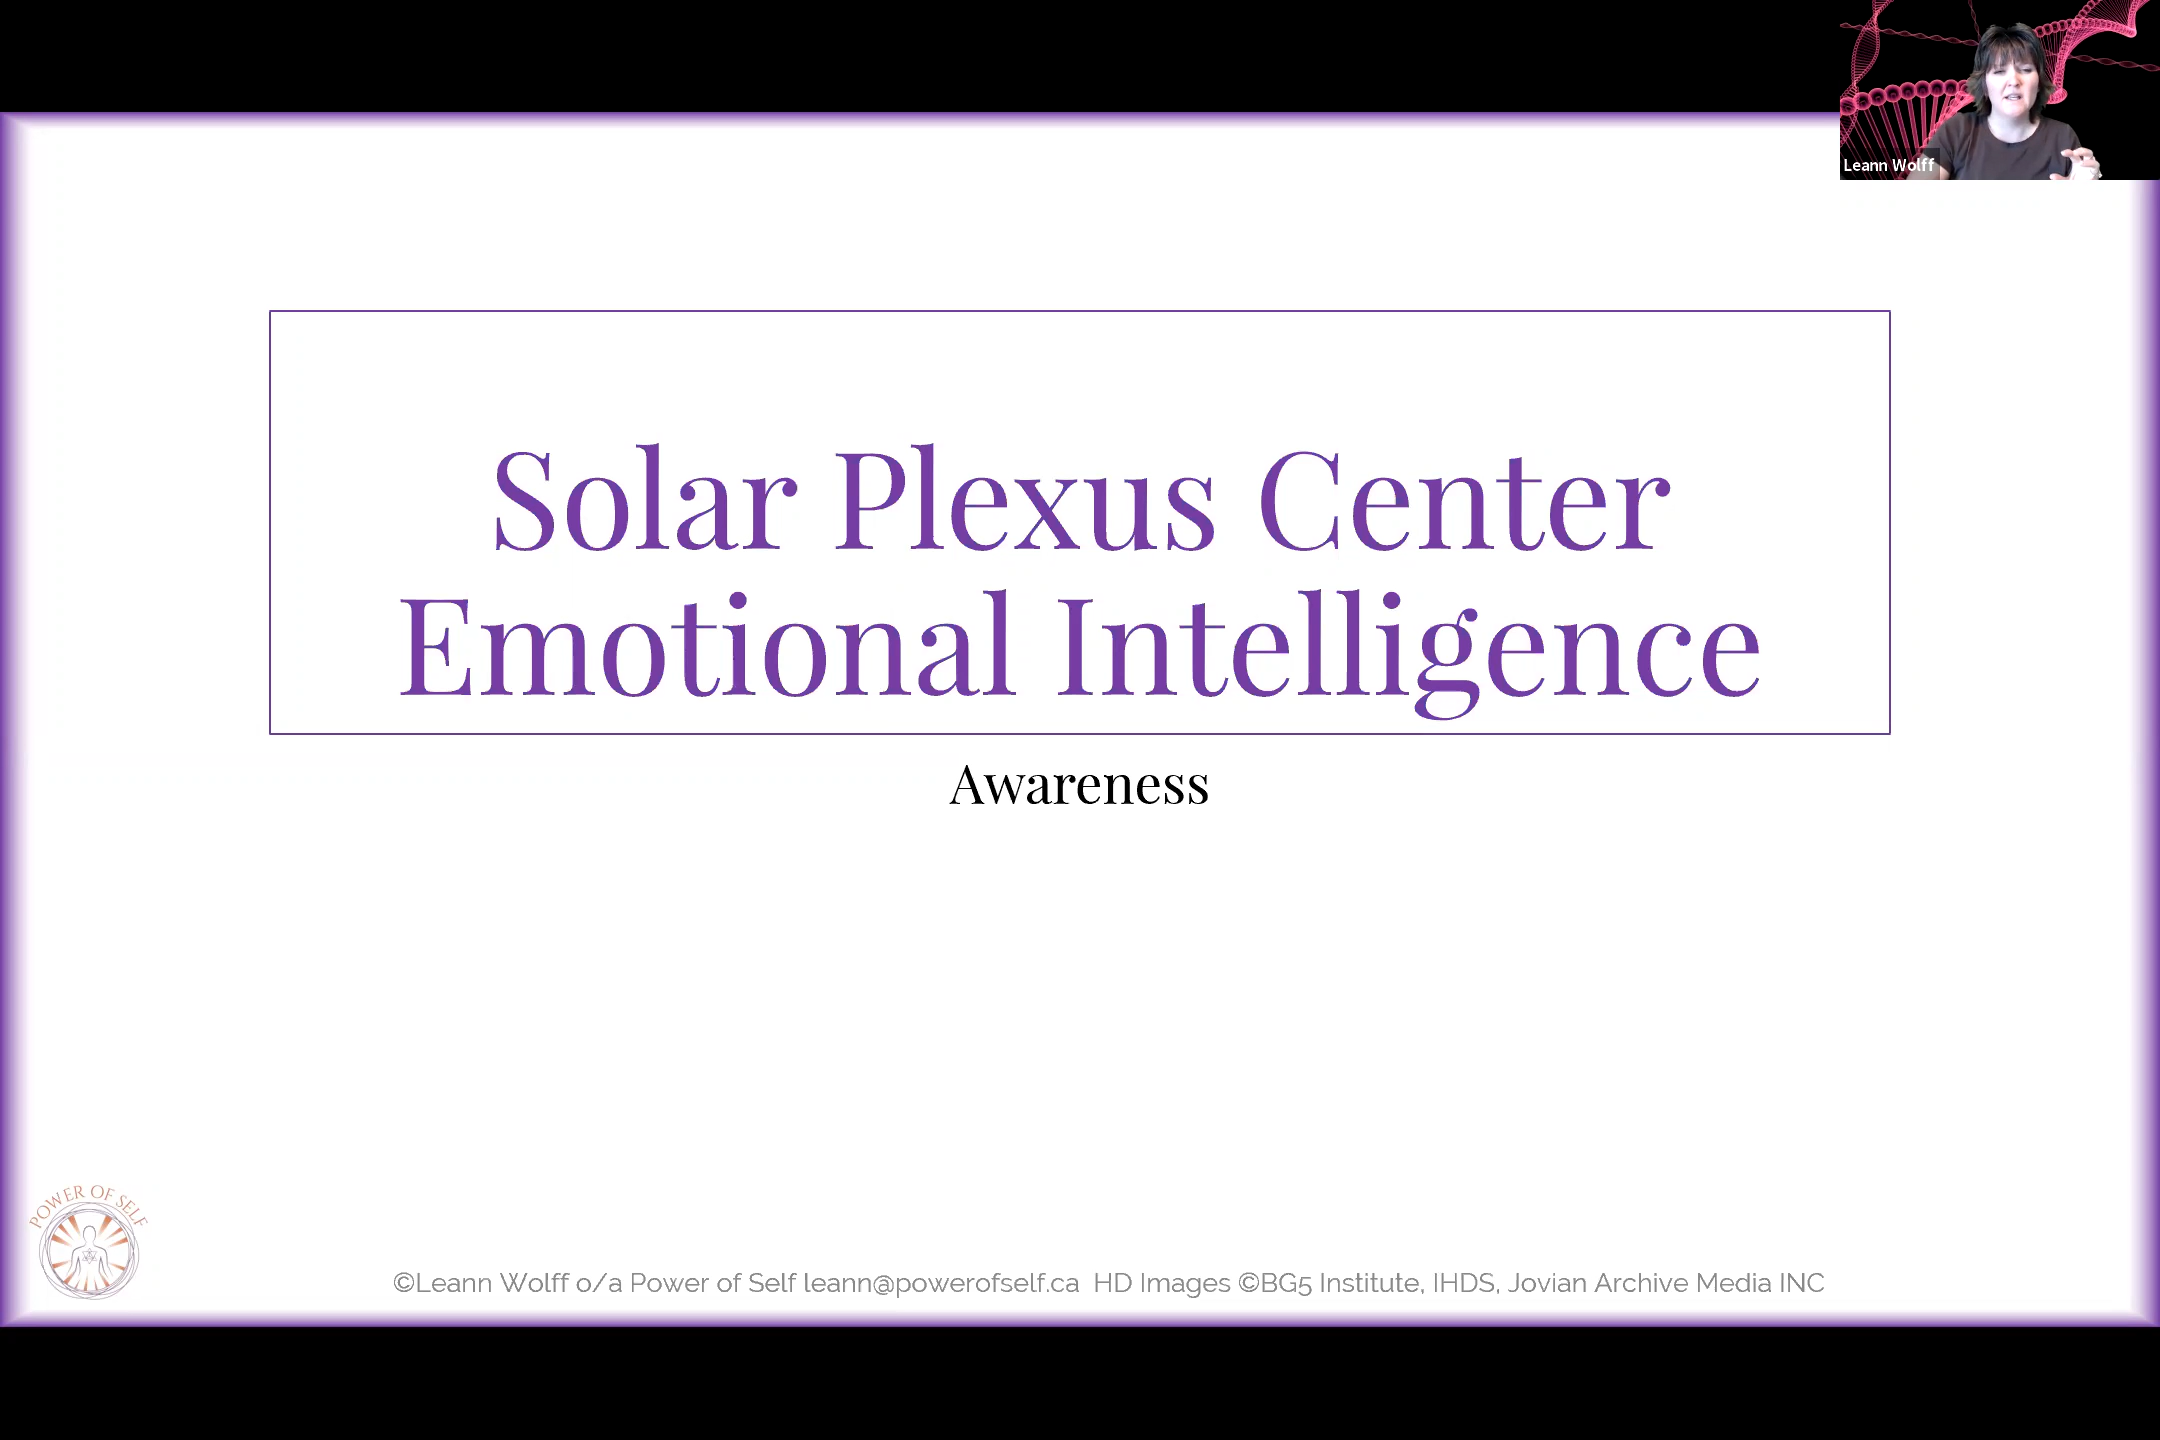 Leann Wolff
Solar Plexus Center
Emotional Intelligence
Awareness
POWER OF SELF
©Leann Wolff o/a Power of Self leann@powerofself.ca  HD Images ©BG5 Institute, IHDS, Jovian Archive Media INC